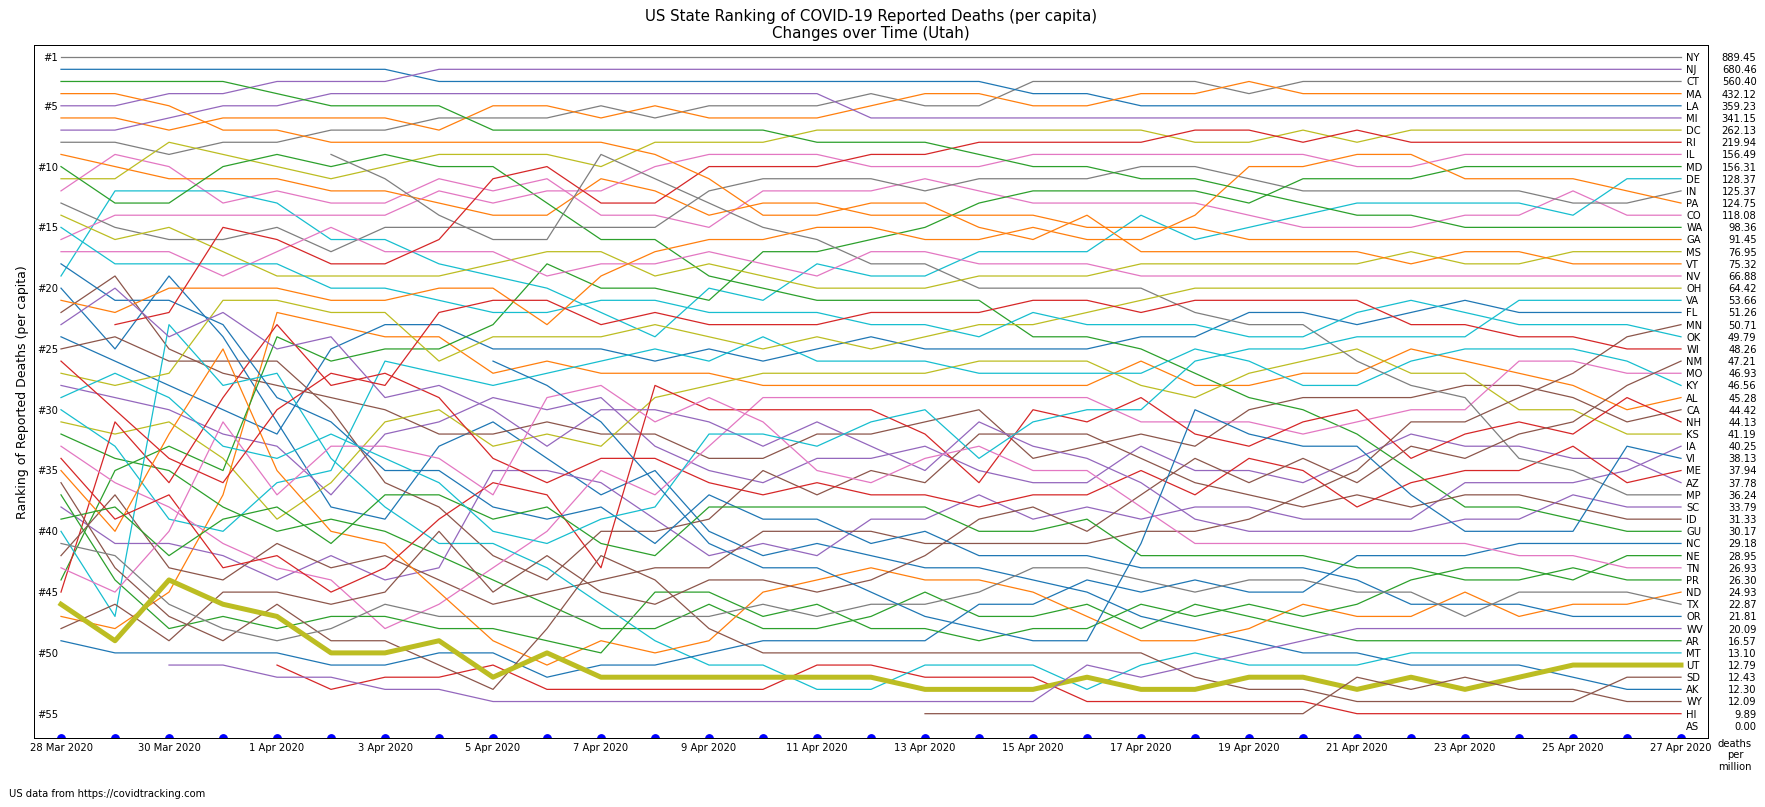 US State Ranking of COVID-19 Reported Deaths (per capita)
Changes over Time (Utah)
Ranking of Reported Deaths (per capita)
#1
#5
#10
#15
#20
#25
#30
#35
#40
#45
#50
#55
NY 889.45
NJ 680.46
CT 560.40
MA 432.12
LA 359.23
MI 341.15
DC 262.13
RI 219.94
IL 156.49
MD 156.31
DE 128.37
IN 125.37
PA 124.75
CO 118.08
WA 98.36
GA 91.45
MS 76.95
VT 75.32
NV 66.88
OH 64.42
VA 53.66
FL 51.26
MN 50.71
OK 49.79
WI 48.26
NM 47.21
MO 46.93
KY 46.56
AL 45.28
CA 44.42
NH 44.13
KS 41.19
IA 40.25
VI 38.13
ME 37.94
AZ 37.78
MP 36.24
SC 33.79
ID 31.33
GU 30.17
NC 29.18
NE 28.95
TN 26.93
PR 26.30
ND 24.93
TX 22.87
OR 21.81
WV 20.09
AR 16.57
MT 13.10
UT 12.79
SD 12.43
AK 12.30
WY 12.09
HI 9.89
AS 0.00
28 Mar 2020 30 Mar 2020 1 Apr 2020 3 Apr 2020 5 Apr 2020 7 Apr 2020 9 Apr 2020 11 Apr 2020 13 Apr 2020 15 Apr 2020 17 Apr 2020 19 Apr 2020 21 Apr 2020 23 Apr 2020 25 Apr 2020 27 Apr 2020
deaths
per
million
US data from https://covidtracking.com